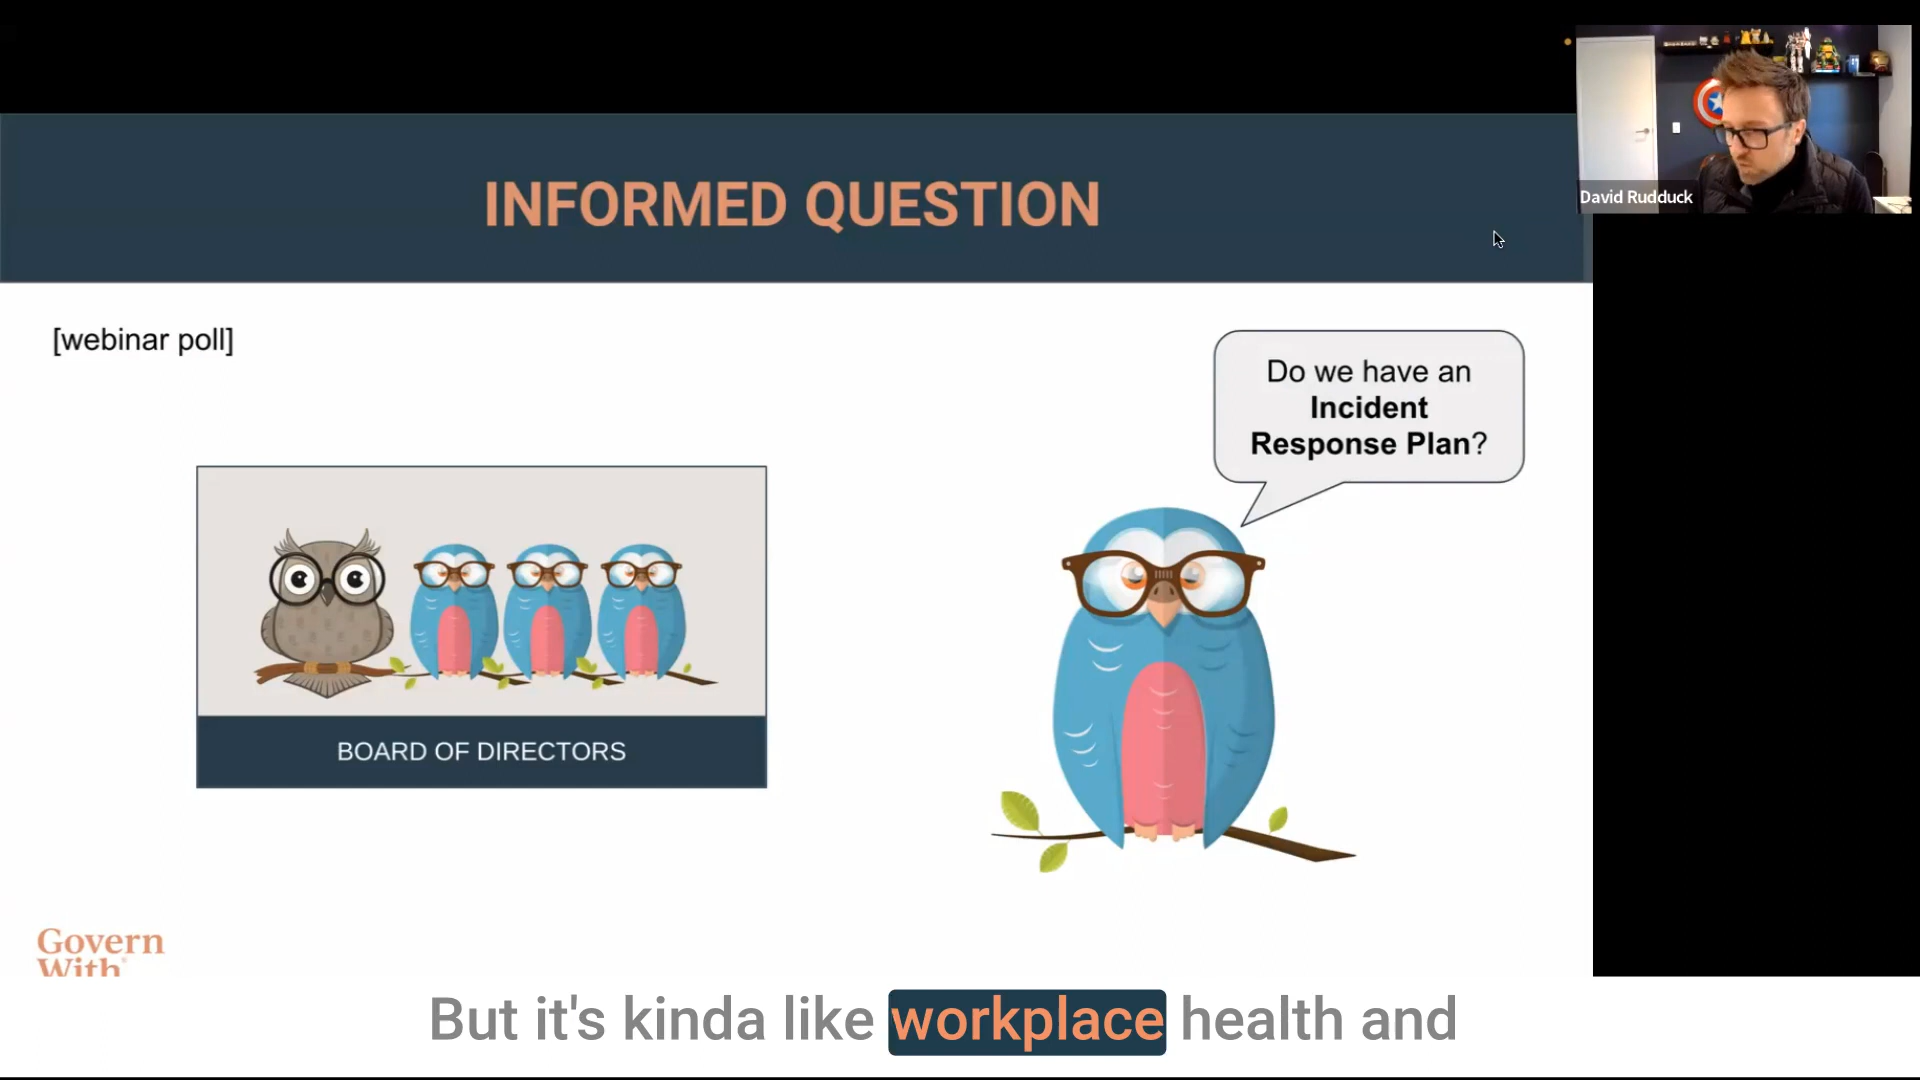 David Rudduck
INFORMED QUESTION
[webinar poll]
Do we have an
Incident
Response Plan?
BOARD OF DIRECTORS
Govern
With
But it's kinda like workplace health and